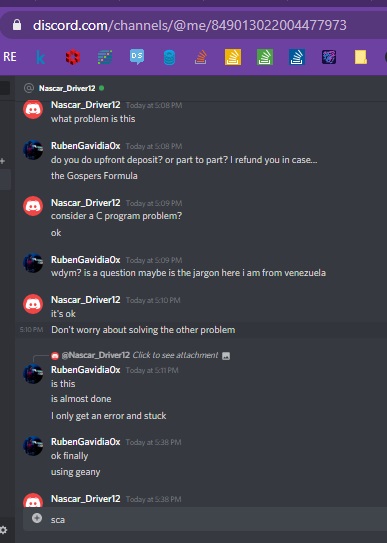 discord.com/channels/@me/849013022004477973
RE
DS
@ Nascar_Driver12
Nascar_Driver12 Today at 5:08 PM
what problem is this
RubenGavidia0x Today at 5:08 PM
do you do upfront deposit? or part to part? I refund you in case...
the Gospers Formula
Nascar_Driver12 Today at 5:09 PM
consider a C program problem?
ok
RubenGavidia0x Today at 5:09 PM
wdym? is a question maybe is the jargon here i am from venezuela
Nascar_Driver12 Today at 5:10 PM
it's ok
5:10 PM Don't worry about solving the other problem
@Nascar_Driver12 Click to see attachment
RubenGavidia0x Today at 5:11 PM
is this
is almost done
I only get an error and stuck
RubenGavidia0x Today at 5:38 PM
ok finally
using geany
Nascar_Driver12 Today at 5:38 PM
sca